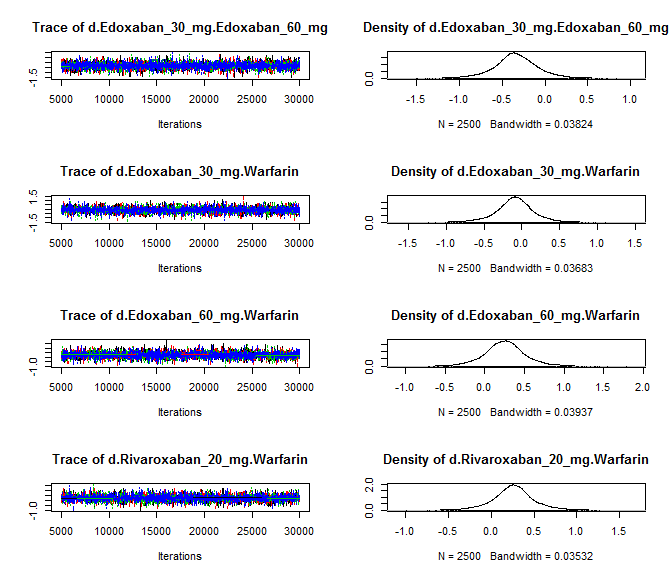 Trace of d.Edoxaban_30_mg.Edoxaban_60_mg
-1.5
5000 10000 15000 20000 25000 30000
Iterations
Density of d.Edoxaban_30_mg.Edoxaban_60_mg
0.0
-1.5 -1.0 -0.5 0.0 0.5 1.0
N = 2500 Bandwidth = 0.03824
Trace of d.Edoxaban_30_mg.Warfarin
1.5
-1.5
5000 10000 15000 20000 25000 30000
Iterations
Density of d.Edoxaban_30_mg.Warfarin
0.0
-1.5 -1.0 -0.5 0.0 0.5 1.0 1.5
N = 2500 Bandwidth = 0.03683
Trace of d.Edoxaban_60_mg.Warfarin
-1.0
5000 10000 15000 20000 25000 30000
Iterations
Density of d.Edoxaban_60_mg.Warfarin
0.0
-1.0 -0.5 0.0 0.5 1.0 1.5 2.0
N = 2500 Bandwidth = 0.03937
Trace of d.Rivaroxaban_20_mg.Warfarin
-1.0
5000 10000 15000 20000 25000 30000
Iterations
Density of d.Rivaroxaban_20_mg.Warfarin
2.0
0.0
-1.0 -0.5 0.0 0.5 1.0 1.5
N = 2500 Bandwidth = 0.03532